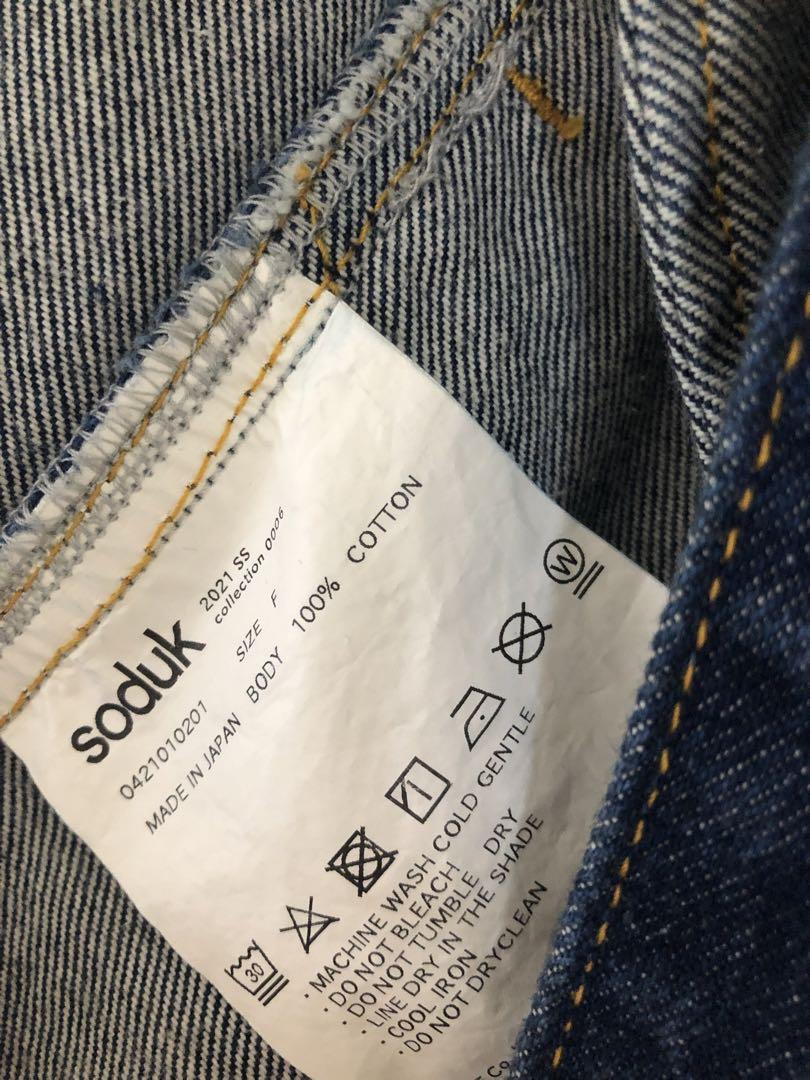 soduk
2021 SS
collection 0006
0421010201
SIZE F
MADE IN JAPAN
BODY 100% COTTON
30
W
· MACHINE WASH COLD GENTLE
· DO NOT BLEACH
· DO NOT TUMBLE DRY
· LINE DRY IN THE SHADE
· COOL IRON
· DO NOT DRYCLEAN
Co.